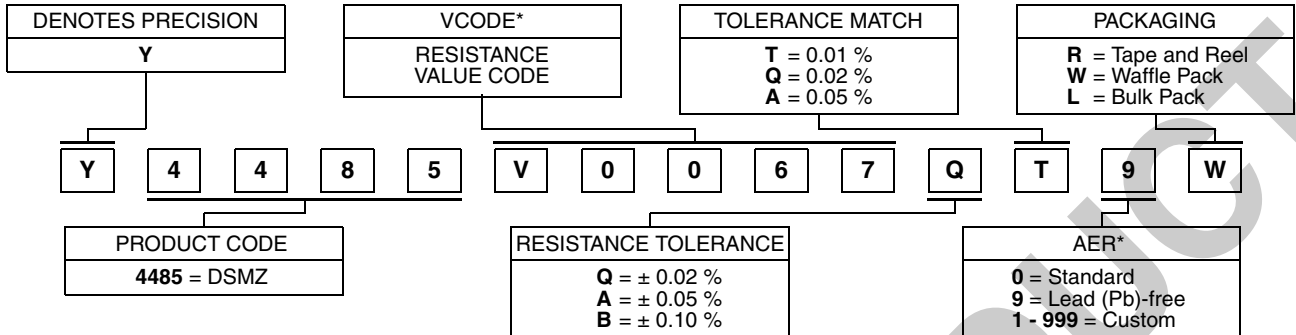 DENOTES PRECISION
Y
VCODE*
RESISTANCE
VALUE CODE
TOLERANCE MATCH
T = 0.01 %
Q = 0.02 %
A = 0.05 %
PACKAGING
R = Tape and Reel
W = Waffle Pack
L = Bulk Pack
Y 4 4 8 5 V 0 0 6 7 Q T 9 W
PRODUCT CODE
4485 = DSMZ
RESISTANCE TOLERANCE
Q = ± 0.02 %
A = ± 0.05 %
B = ± 0.10 %
AER*
0 = Standard
9 = Lead (Pb)-free
1 - 999 = Custom